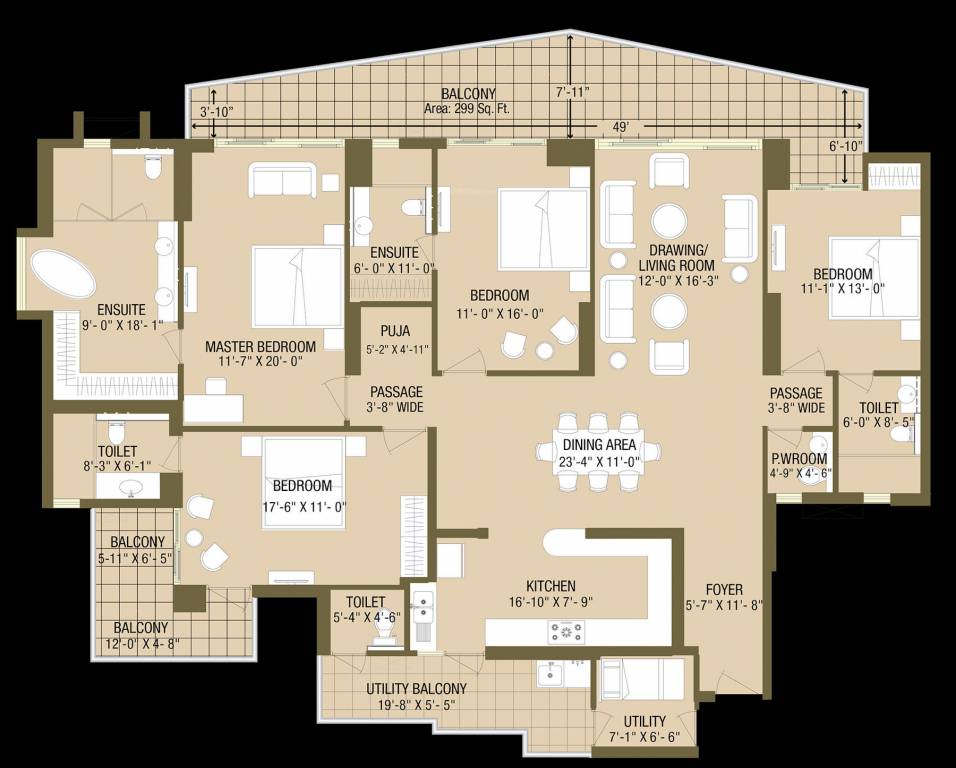 BALCONY
Area: 299 Sq. Ft.
7'-11"
3'-10"
49'
6'-10"
ENSUITE
9'- 0" X 18'- 1"
MASTER BEDROOM
11'-7" X 20'- 0"
ENSUITE
6'- 0" X 11'- 0"
BEDROOM
11'- 0" X 16'- 0"
DRAWING/
LIVING ROOM
12'-0" X 16'-3"
BEDROOM
11'-1" X 13'- 0"
PUJA
5'-2" X 4'-11"
PASSAGE
3'-8" WIDE
PASSAGE
3'-8" WIDE
TOILET
6'-0" X 8'- 5"
TOILET
8'-3" X 6'-1"
BEDROOM
17'-6" X 11'- 0"
DINING AREA
23'-4" X 11'-0"
P.WROOM
4'-9" X 4'- 6"
BALCONY
5-11" X 6'- 5"
BALCONY
12'-0' X 4- 8"
TOILET
5'-4" X 4'-6"
KITCHEN
16'-10" X 7'- 9"
FOYER
5'-7" X 11'- 8"
UTILITY BALCONY
19'-8" X 5'- 5"
UTILITY
7'-1" X 6'- 6"